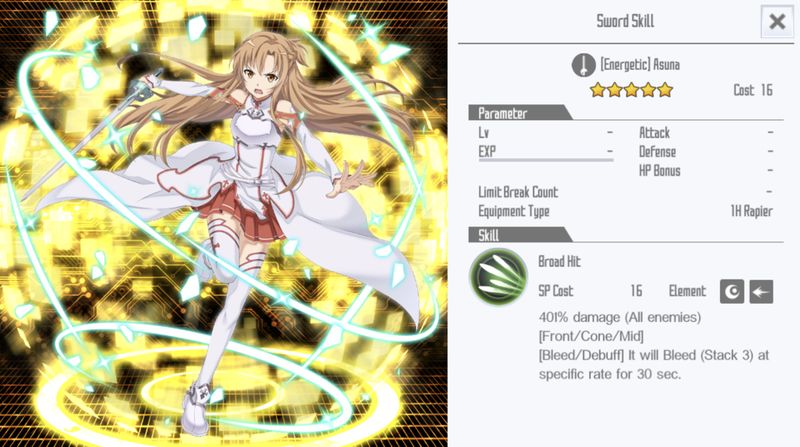 Sword Skill
[Energetic] Asuna
Cost 16
Parameter
Lv - Attack -
EXP - Defense -
HP Bonus -
Limit Break Count -
Equipment Type 1H Rapier
Skill
Broad Hit
SP Cost 16 Element
401% damage (All enemies)
[Front/Cone/Mid]
[Bleed/Debuff] It will Bleed (Stack 3) at
specific rate for 30 sec.